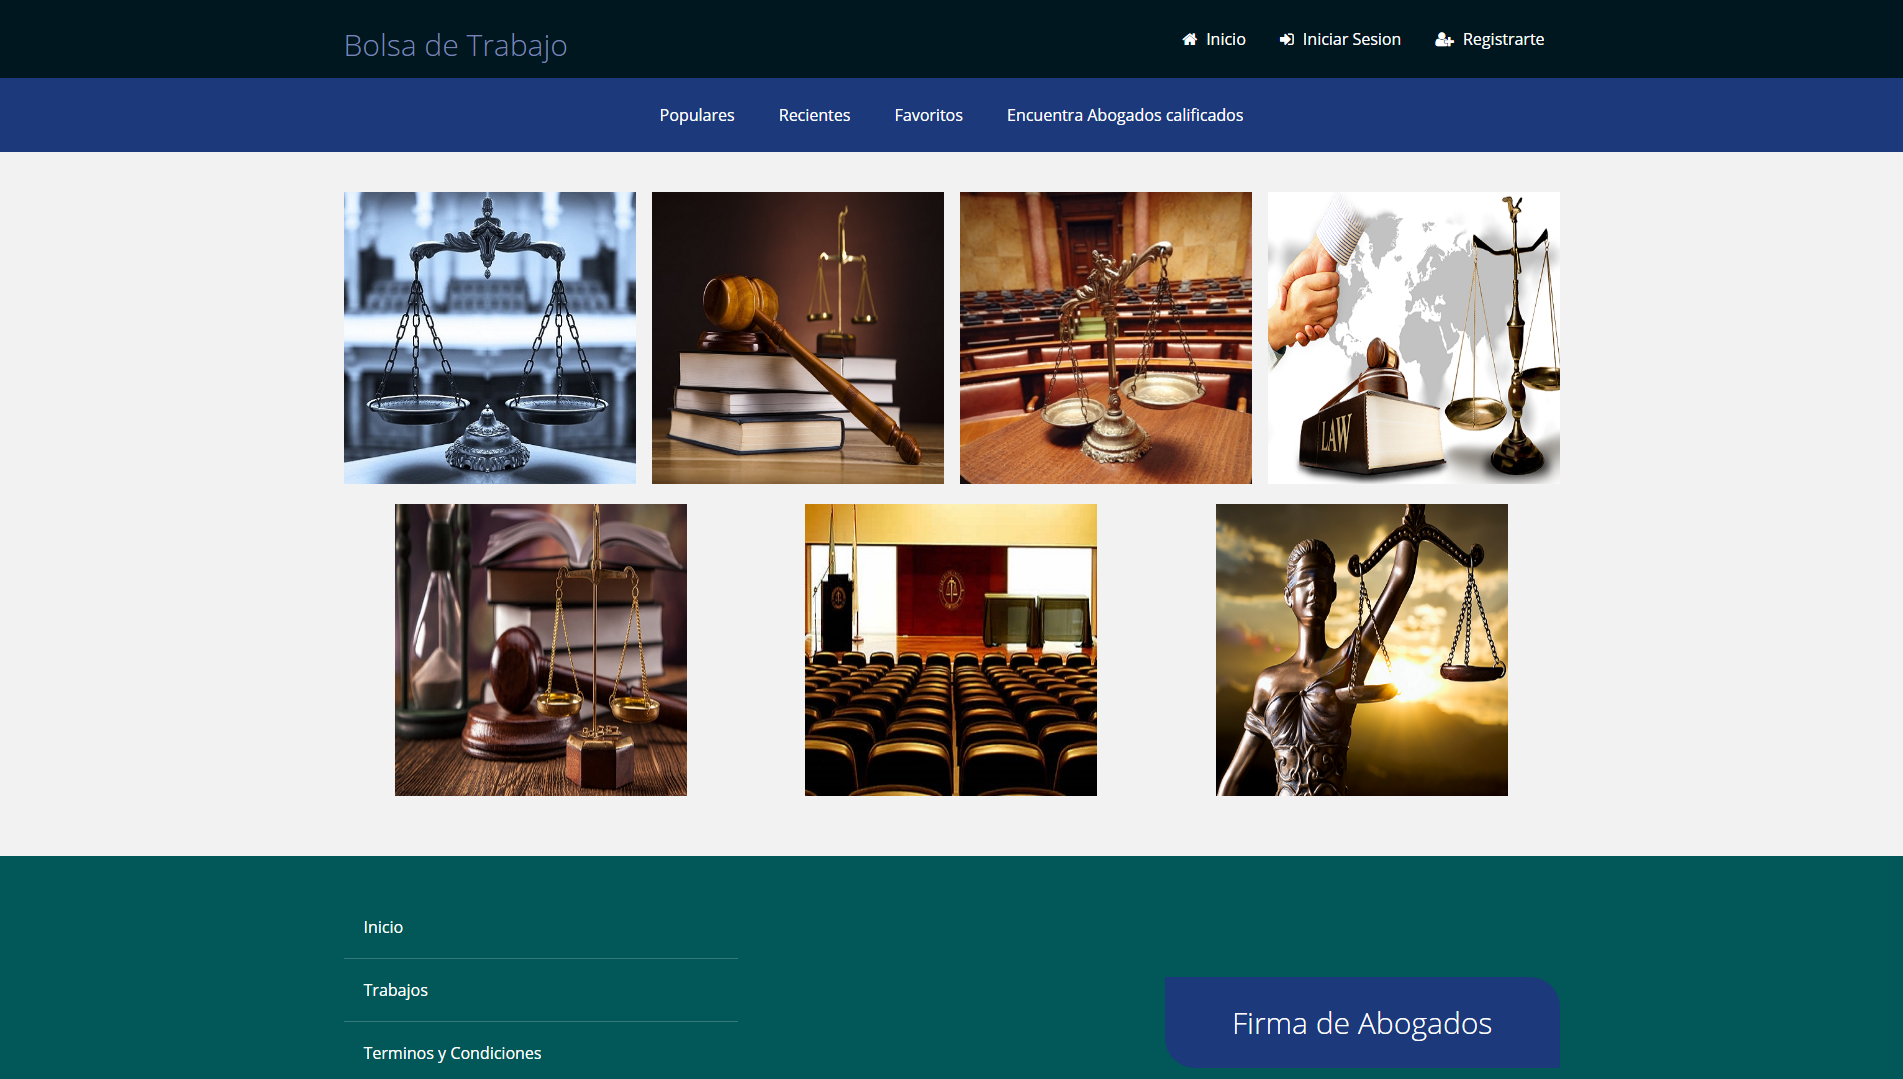 Bolsa de Trabajo
Inicio
Iniciar Sesion
Registrarte
Populares
Recientes
Favoritos
Encuentra Abogados calificados
LAW
Inicio
Trabajos
Terminos y Condiciones
Firma de Abogados